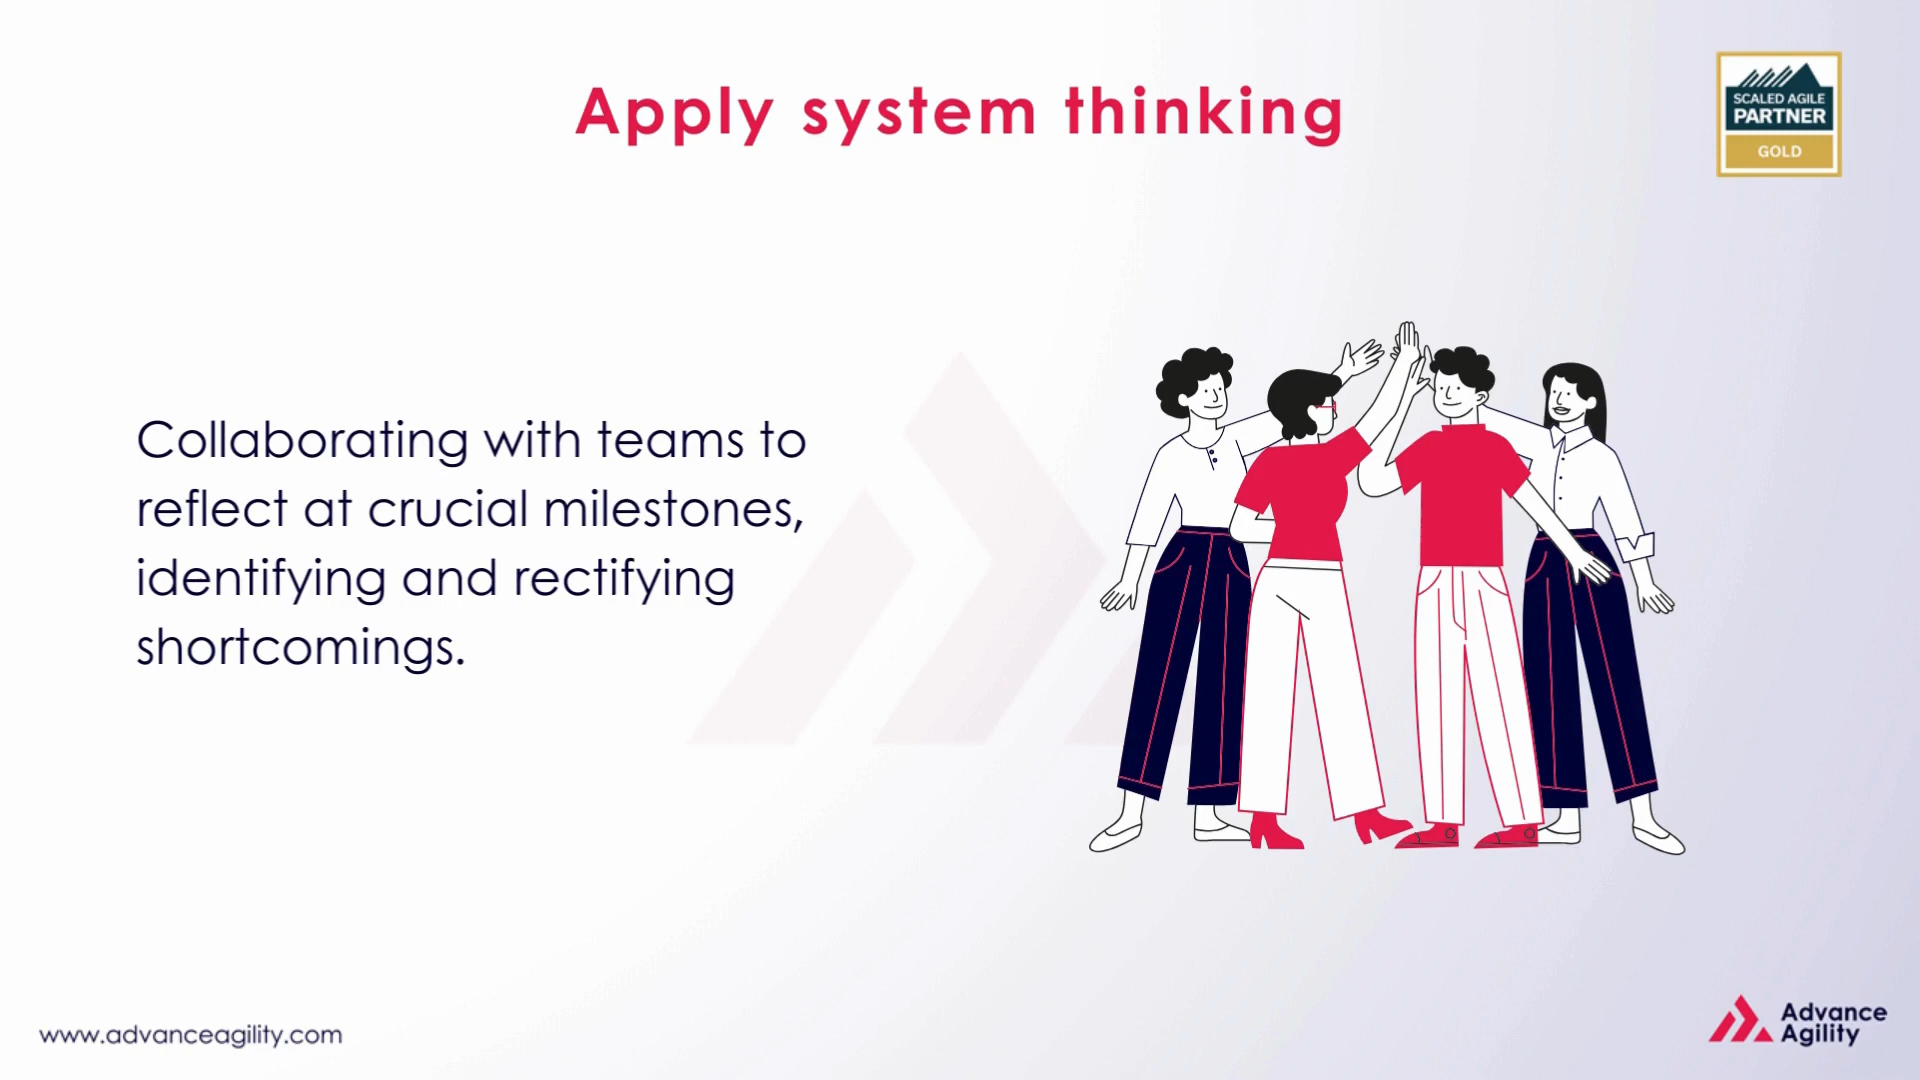 Apply system thinking
SCALED AGILE
PARTNER
GOLD
Collaborating with teams to
reflect at crucial milestones,
identifying and rectifying
shortcomings.
www.advanceagility.com
Advance
Agility